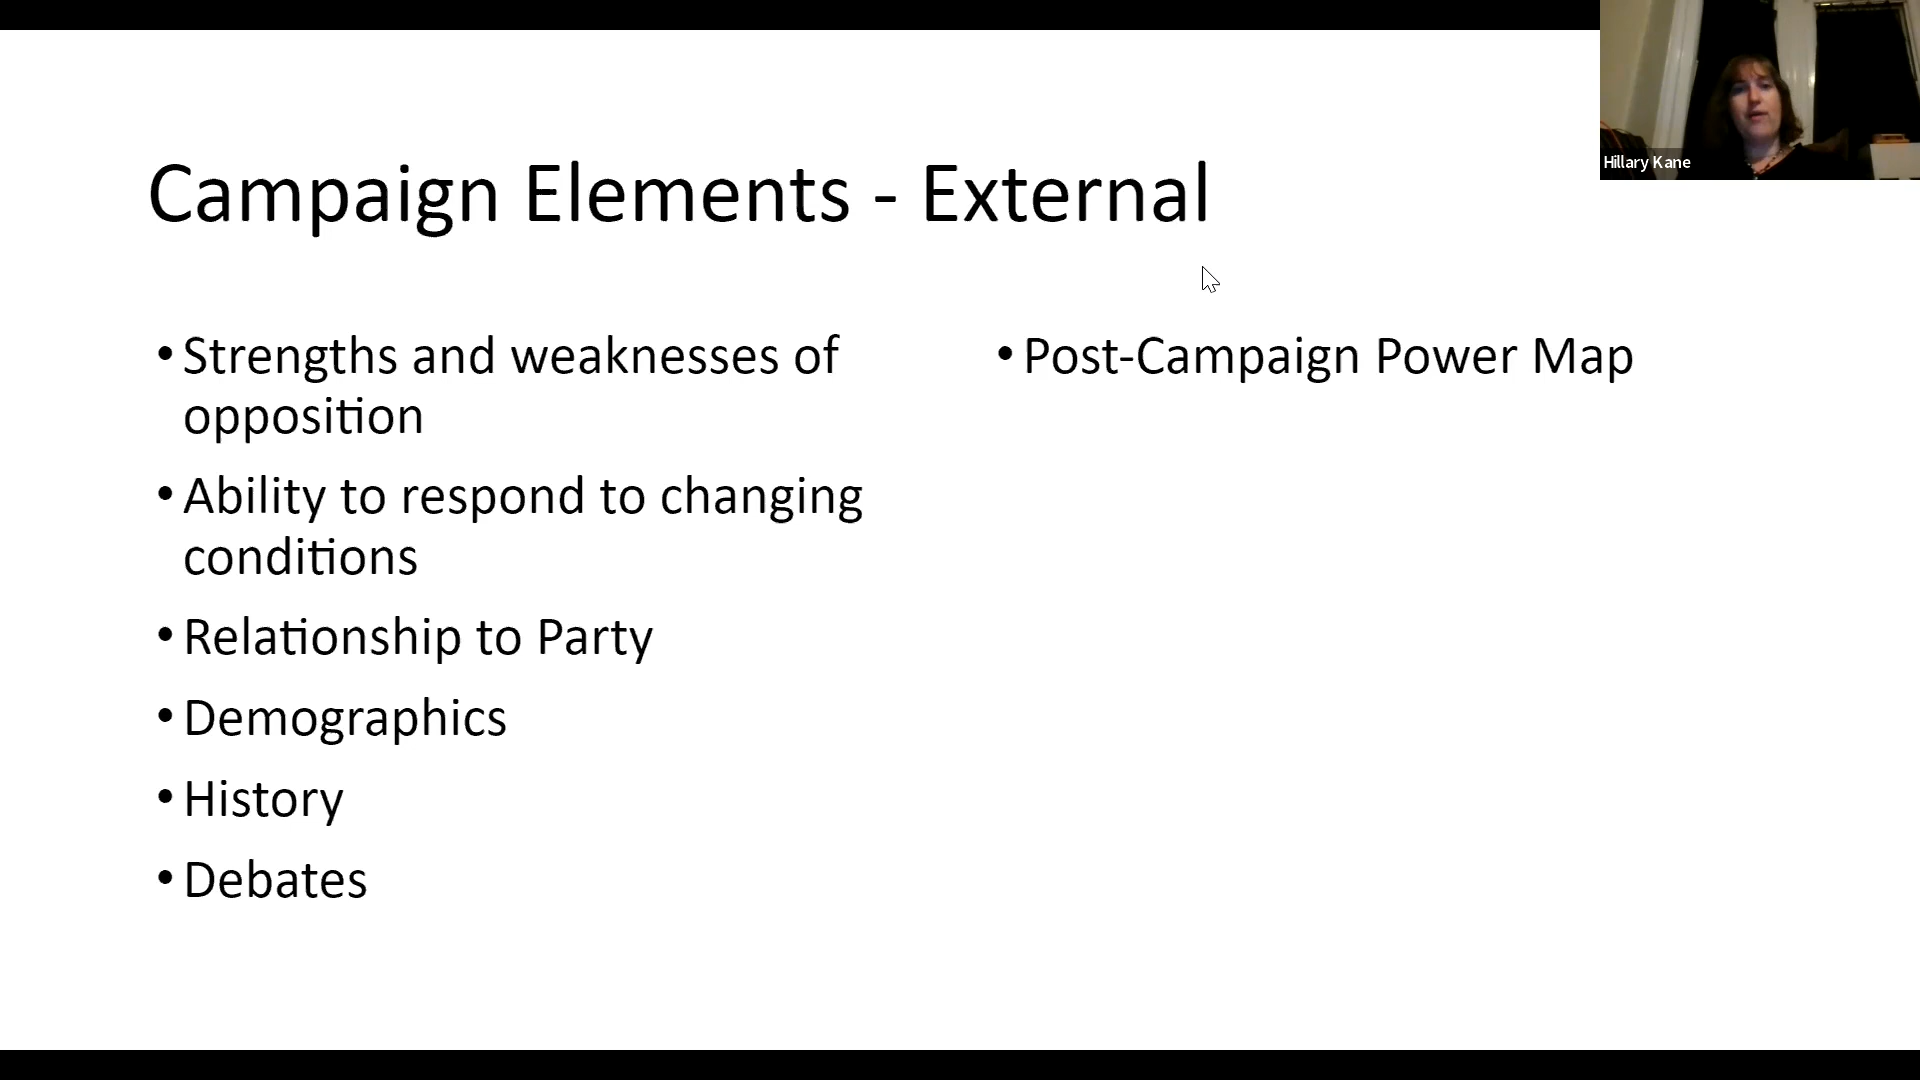 Campaign Elements - External
• Strengths and weaknesses of
opposition
• Ability to respond to changing
conditions
• Relationship to Party
• Demographics
• History
• Debates
• Post-Campaign Power Map
Hillary Kane